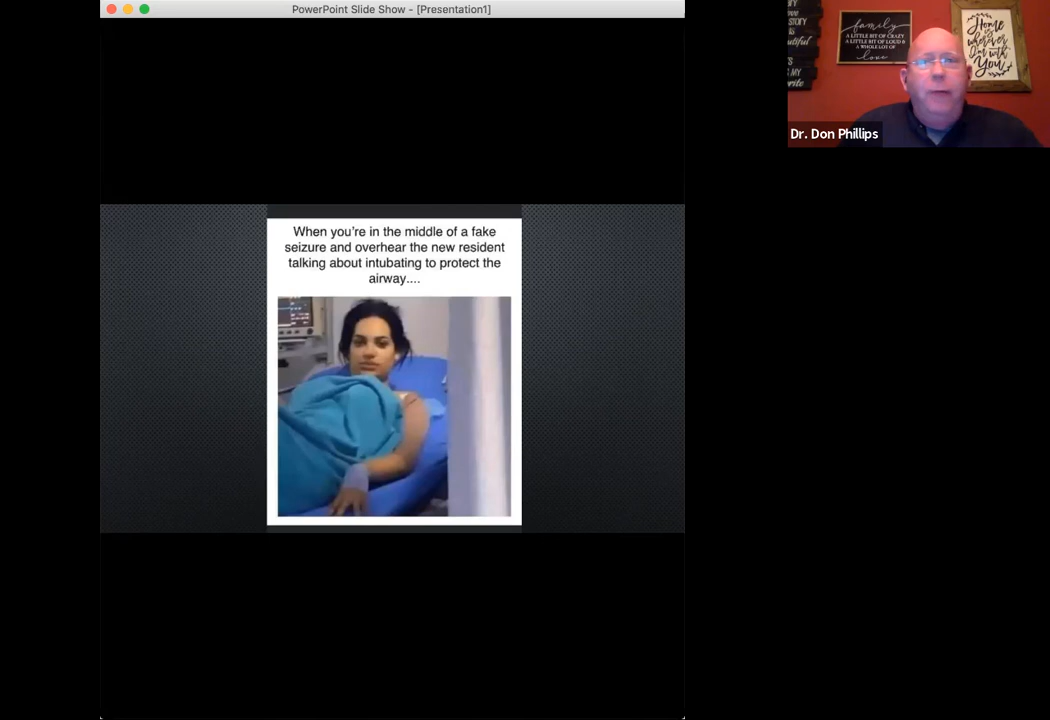 PowerPoint Slide Show - [Presentation1]
When you're in the middle of a fake
seizure and overhear the new resident
talking about intubating to protect the
airway....
STORY
family
A LITTLE BIT OF CRAZY
A LITTLE BIT OF LOUD &
A WHOLE LOT OF
love
Home
is
wherever
I'm with
You
Dr. Don Phillips